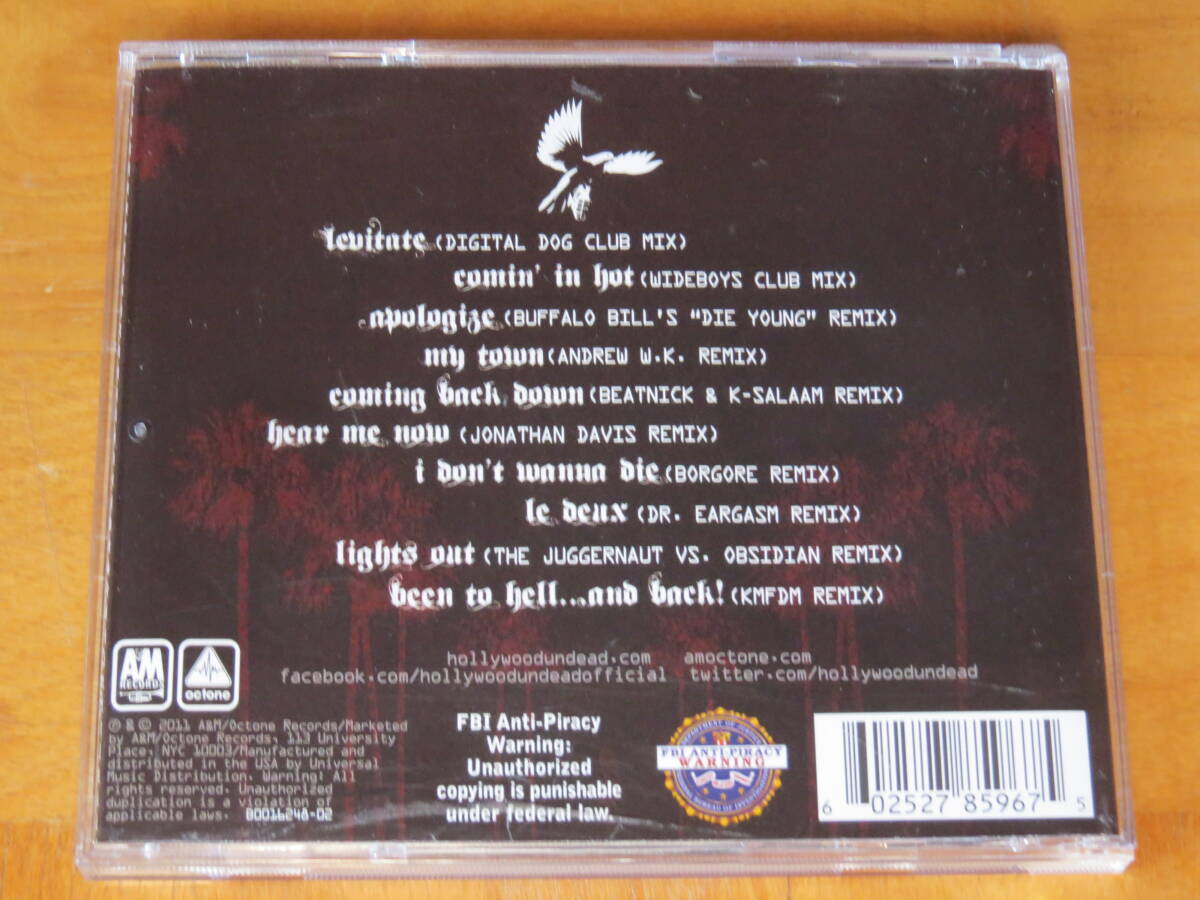 levitate (DIGITAL DOG CLUB MIX)
comin' in hot (WIDEBOYS CLUB MIX)
apologize (BUFFALO BILL'S "DIE YOUNG" REMIX)
my town (ANDREW W.K. REMIX)
coming back down (BEATNICK & K-SALAAM REMIX)
hear me now (JONATHAN DAVIS REMIX)
i don't wanna die (BORGORE REMIX)
le deux (DR. EARGASM REMIX)
lights out (THE JUGGERNAUT VS. OBSIDIAN REMIX)
been to hell...and back! (KMFDM REMIX)
hollywoodundead.com amoctone.com
facebook.com/hollywoodundeadofficial twitter.com/hollywoodundead
A&M
RECORDS
octone
℗ & © 2011 A&M/Octone Records/Marketed
by A&M/Octone Records, 113 University
Place, NYC 10003/Manufactured and
distributed in the USA by Universal
Music Distribution. Warning: All
rights reserved. Unauthorized
duplication is a violation of
applicable laws. B0016248-02
FBI Anti-Piracy
Warning:
Unauthorized
copying is punishable
under federal law.
FBI ANTI-PIRACY
WARNING
6 02527 85967 5